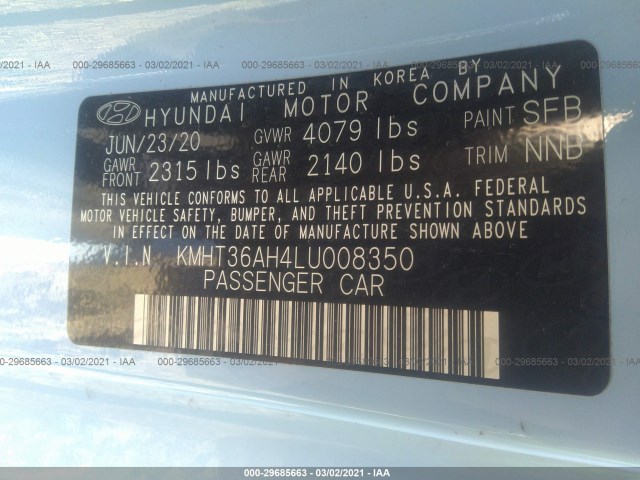 MANUFACTURED IN KOREA BY
HYUNDAI MOTOR COMPANY
JUN/23/20 GVWR 4079 lbs PAINT SFB
GAWR FRONT 2315 lbs GAWR REAR 2140 lbs TRIM NNB
THIS VEHICLE CONFORMS TO ALL APPLICABLE U.S.A. FEDERAL
MOTOR VEHICLE SAFETY, BUMPER, AND THEFT PREVENTION STANDARDS
IN EFFECT ON THE DATE OF MANUFACTURE SHOWN ABOVE
V.I.N KMHT36AH4LU008350
PASSENGER CAR
000-29685663 - 03/02/2021 - IAA